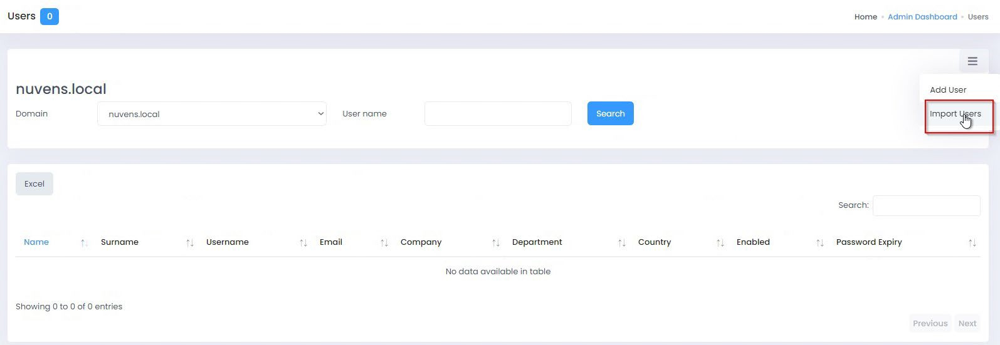 Users 0
Home Admin Dashboard Users
nuvens.local
Add User
Domain nuvens.local User name Search Import Users
Excel
Search:
Name Surname Username Email Company Department Country Enabled Password Expiry
No data available in table
Showing 0 to 0 of 0 entries
Previous Next